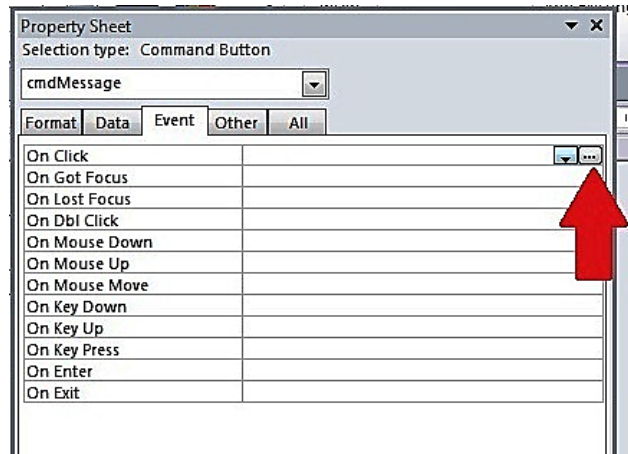 Property Sheet
Selection type: Command Button
cmdMessage
Format Data Event Other All
On Click
On Got Focus
On Lost Focus
On Dbl Click
On Mouse Down
On Mouse Up
On Mouse Move
On Key Down
On Key Up
On Key Press
On Enter
On Exit